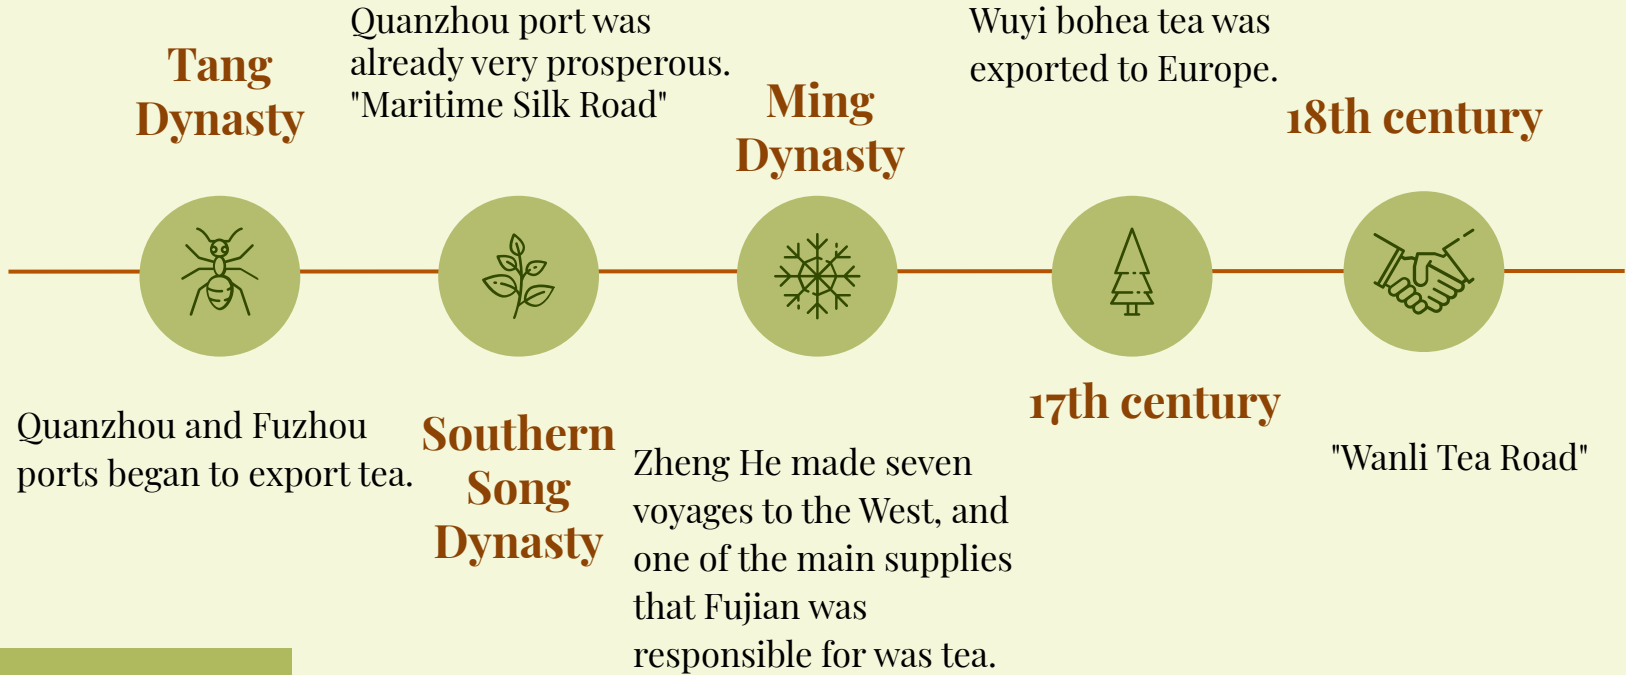 Tang
Dynasty
Quanzhou and Fuzhou
ports began to export tea.
Quanzhou port was
already very prosperous.
"Maritime Silk Road"
Southern
Song
Dynasty
Ming
Dynasty
Zheng He made seven
voyages to the West, and
one of the main supplies
that Fujian was
responsible for was tea.
Wuyi bohea tea was
exported to Europe.
17th century
18th century
"Wanli Tea Road"